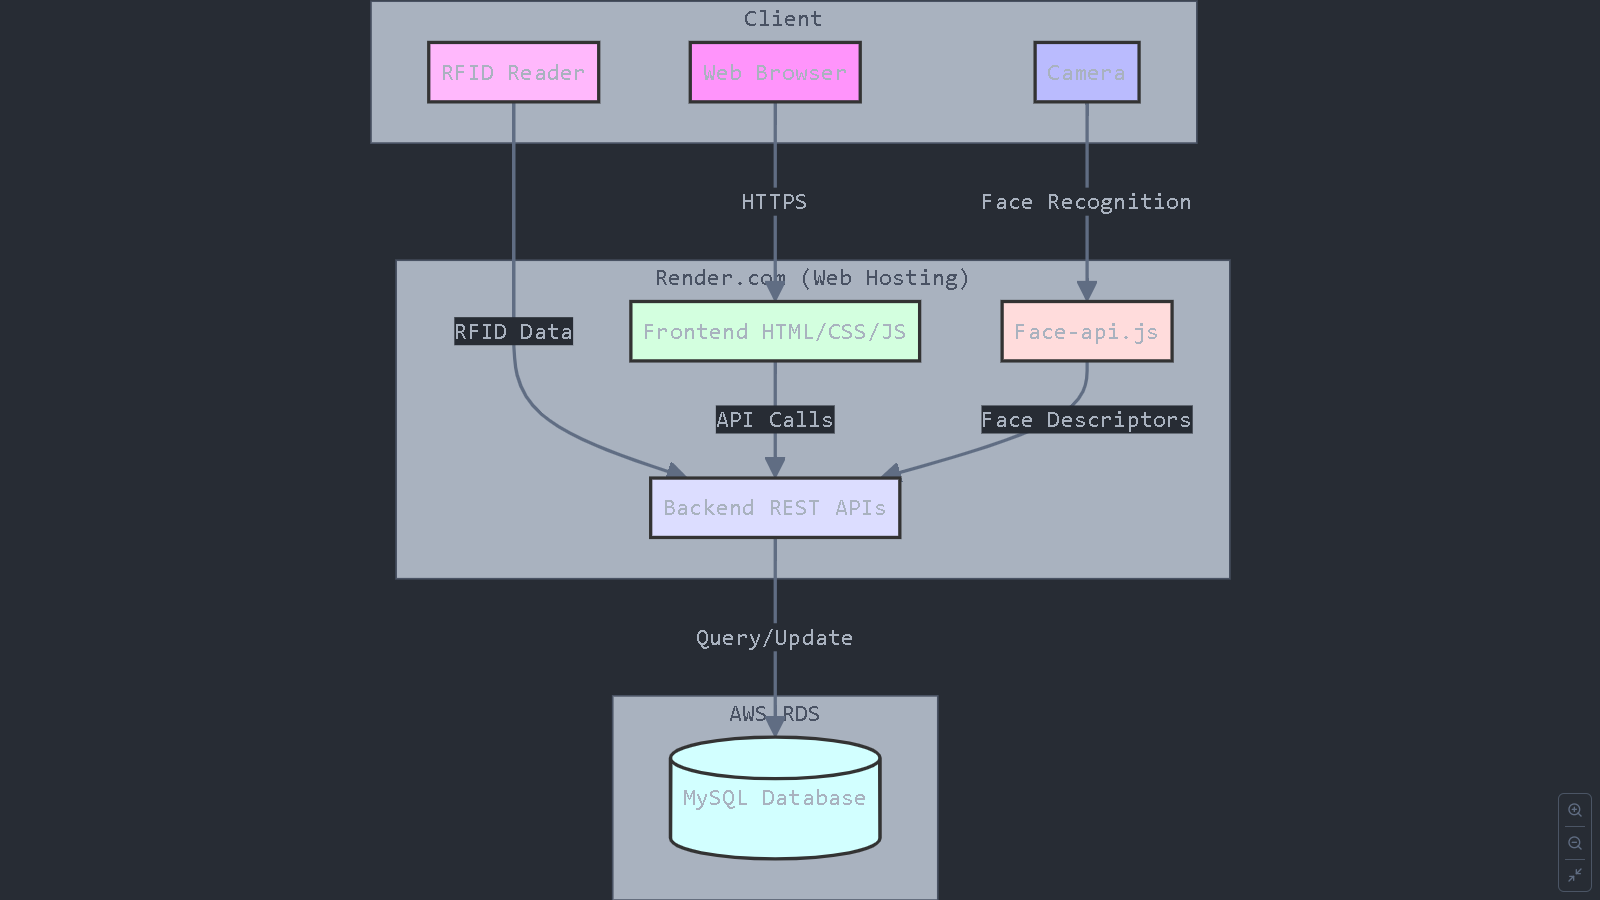 Client
RFID Reader
Web Browser
Camera
HTTPS
Face Recognition
Render.com (Web Hosting)
RFID Data
Frontend HTML/CSS/JS
Face-api.js
API Calls
Face Descriptors
Backend REST APIs
Query/Update
AWS RDS
MySQL Database